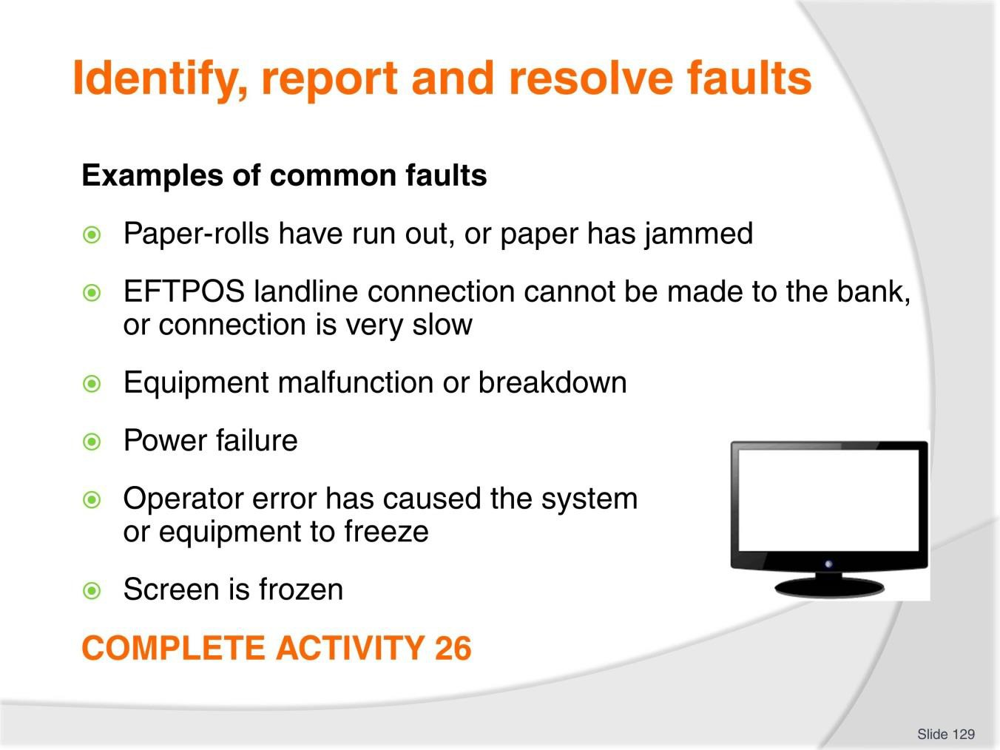 Identify, report and resolve faults
Examples of common faults
Paper-rolls have run out, or paper has jammed
EFTPOS landline connection cannot be made to the bank,
or connection is very slow
Equipment malfunction or breakdown
Power failure
Operator error has caused the system
or equipment to freeze
Screen is frozen
COMPLETE ACTIVITY 26
Slide 129